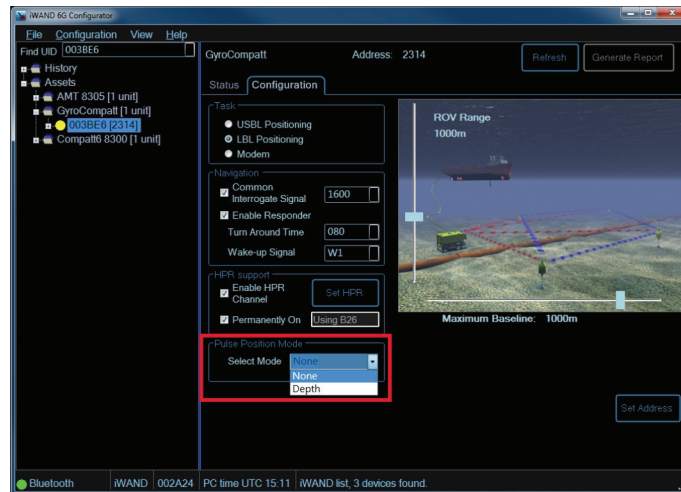 iWAND 6G Configurator
File Configuration View Help
Find UID 003BE6
History
Assets
AMT 8305 [1 unit]
GyroCompatt [1 unit]
003BE6 [2314]
Compatt6 8300 [1 unit]
GyroCompatt Address: 2314 Refresh Generate Report
Status Configuration
Task
USBL Positioning
LBL Positioning
Modem
Navigation
Common
Interrogate Signal 1600
Enable Responder
Turn Around Time 080
Wake-up Signal W1
HPR support
Enable HPR
Channel Set HPR
Permanently On Using B26
Pulse Position Mode
Select Mode None
None
Depth
ROV Range
1000m
Maximum Baseline: 1000m
Set Address
Bluetooth iWAND 002A24 PC time UTC 15:11 iWAND list, 3 devices found.